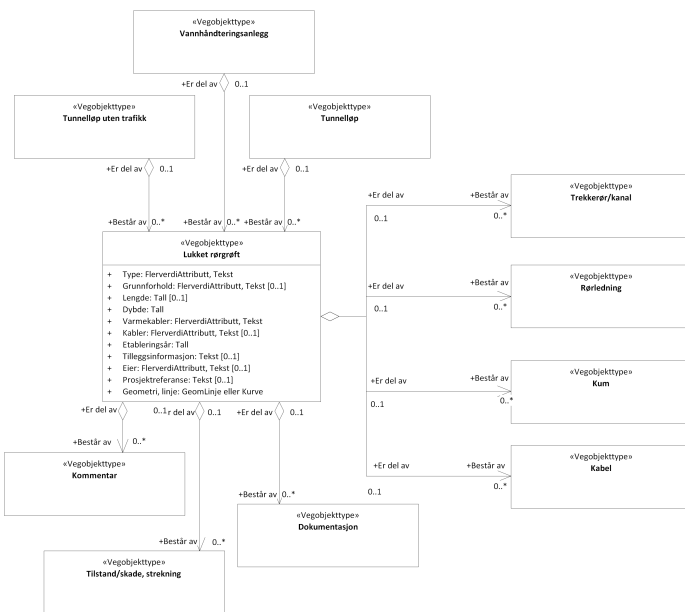 «Vegobjekttype»
Vannhåndteringsanlegg
+Er del av 0..1
«Vegobjekttype»
Tunnelløp uten trafikk
«Vegobjekttype»
Tunnelløp
+Er del av 0..1
+Er del av 0..1
+Består av 0..*
+Består av 0..*
+Består av 0..*
«Vegobjekttype»
Lukket rørgrøft
+ Type: FlerverdiAttributt, Tekst
+ Grunnforhold: FlerverdiAttributt, Tekst [0..1]
+ Lengde: Tall [0..1]
+ Dybde: Tall
+ Varmekabler: FlerverdiAttributt, Tekst
+ Kabler: FlerverdiAttributt, Tekst [0..1]
+ Etableringsår: Tall
+ Tilleggsinformasjon: Tekst [0..1]
+ Eier: FlerverdiAttributt, Tekst [0..1]
+ Prosjektreferanse: Tekst [0..1]
+ Geometri, linje: GeomLinje eller Kurve
+Er del av
0..1
+Består av
0..*
«Vegobjekttype»
Trekkerør/kanal
+Er del av
0..1
+Består av
0..*
«Vegobjekttype»
Rørledning
+Er del av
0..1
+Består av
0..*
«Vegobjekttype»
Kum
+Er del av
0..1
+Består av
0..*
«Vegobjekttype»
Kabel
+Er del av 0..1
r del av 0..1
+Er del av 0..1
+Består av 0..*
«Vegobjekttype»
Kommentar
+Består av 0..*
«Vegobjekttype»
Dokumentasjon
+Består av 0..*
«Vegobjekttype»
Tilstand/skade, strekning